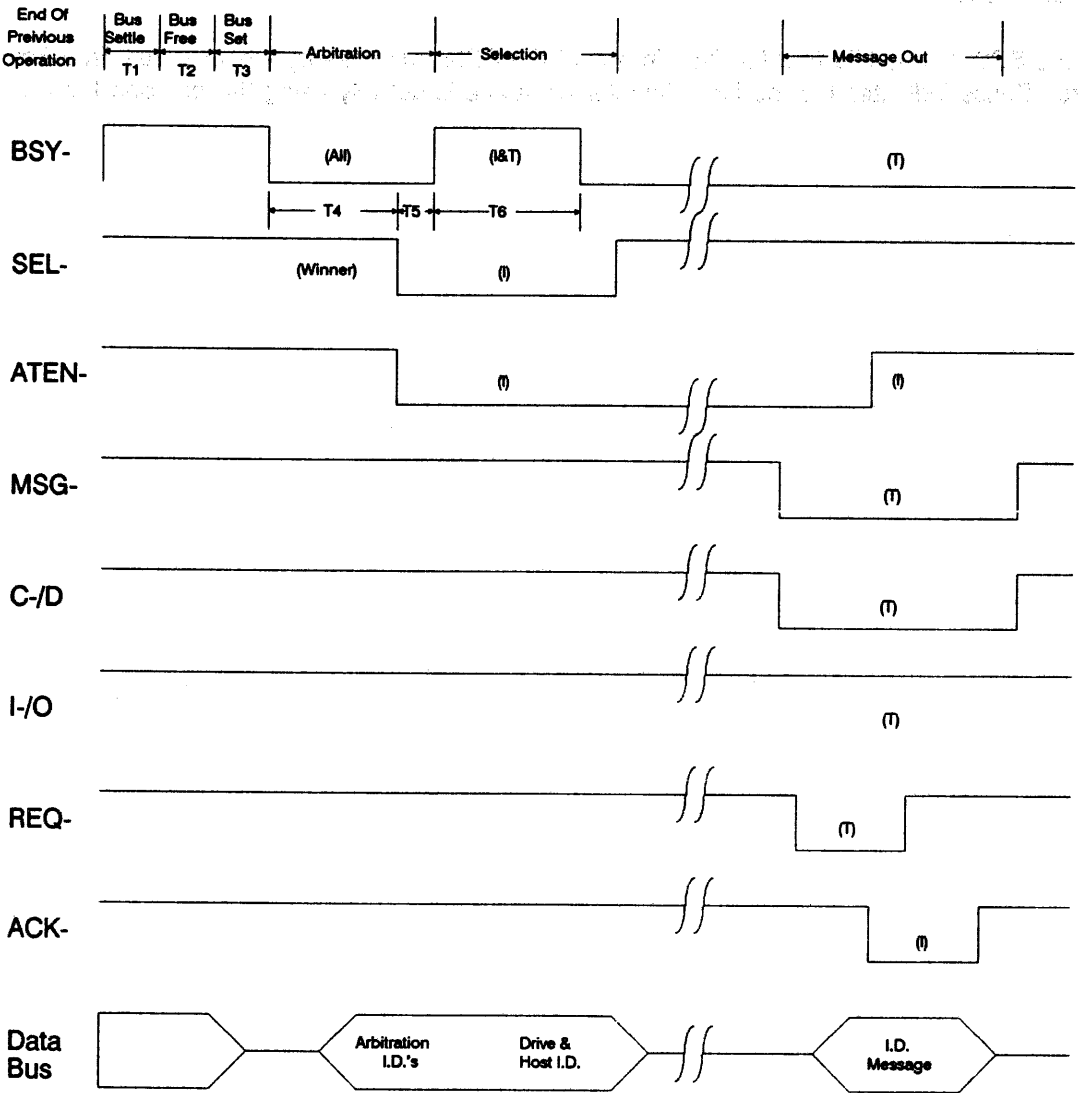 End Of
Preivious
Operation
Bus
Settle
Bus
Free
Bus
Set
Arbitration
Selection
Message Out
T1
T2
T3
BSY-
(All)
(I&T)
(T)
T4
T5
T6
SEL-
(Winner)
(I)
ATEN-
(I)
(I)
MSG-
(T)
C-/D
(T)
I-/O
(T)
REQ-
(T)
ACK-
(I)
Data
Bus
Arbitration
I.D.'s
Drive &
Host I.D.
I.D.
Message